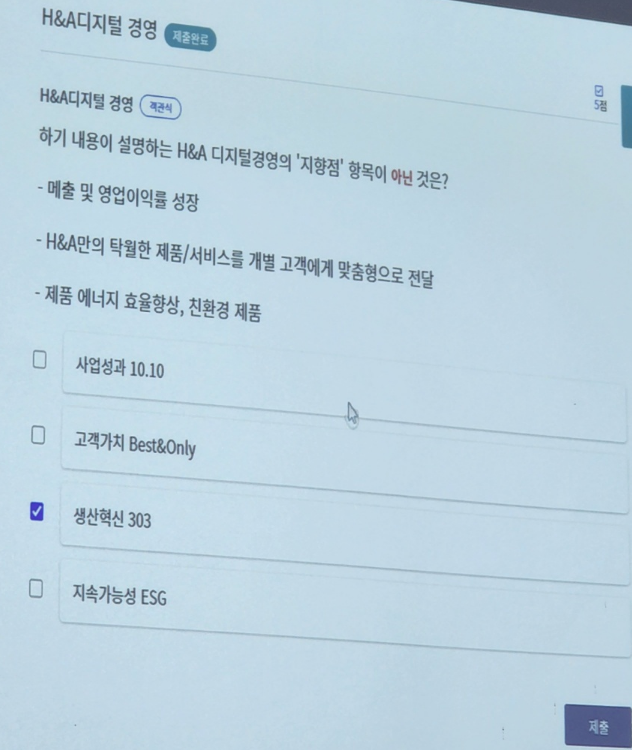 H&A디지털 경영 제출완료
H&A디지털 경영 객관식
5점
하기 내용이 설명하는 H&A 디지털경영의 '지향점' 항목이 아닌 것은?
- 매출 및 영업이익률 성장
- H&A만의 탁월한 제품/서비스를 개별 고객에게 맞춤형으로 전달
- 제품 에너지 효율향상, 친환경 제품
사업성과 10.10
고객가치 Best&Only
생산혁신 303
지속가능성 ESG
제출